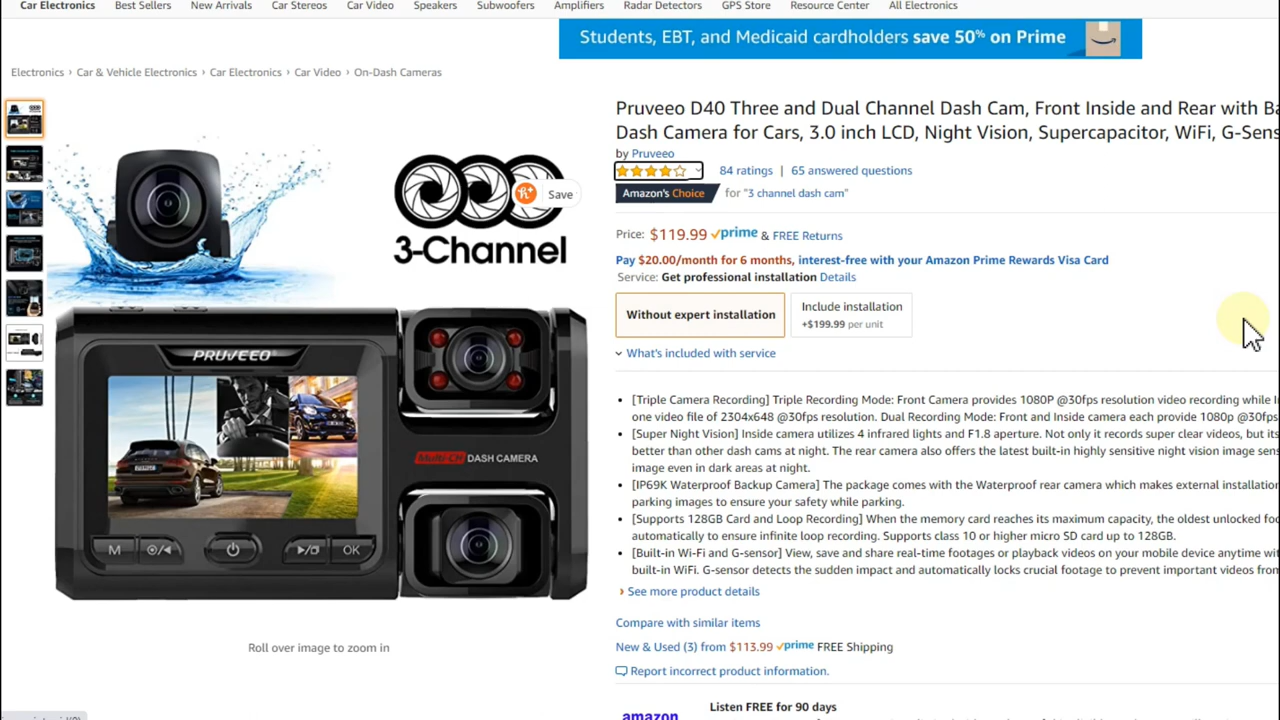 Car Electronics Best Sellers New Arrivals Car Stereos Car Video Speakers Subwoofers Amplifiers Radar Detectors GPS Store Resource Center All Electronics
Students, EBT, and Medicaid cardholders save 50% on Prime
Electronics › Car & Vehicle Electronics › Car Electronics › Car Video › On-Dash Cameras
Pruveeo D40 Three and Dual Channel Dash Cam, Front Inside and Rear with Ba
Dash Camera for Cars, 3.0 inch LCD, Night Vision, Supercapacitor, WiFi, G-Sens
by Pruveeo
84 ratings | 65 answered questions
Amazon's Choice for "3 channel dash cam"
Save
3-Channel
Price: $119.99 prime & FREE Returns
Pay $20.00/month for 6 months, interest-free with your Amazon Prime Rewards Visa Card
Service: Get professional installation Details
Without expert installation
Include installation
+$199.99 per unit
What's included with service
PRUVEEO
Multi-CH DASH CAMERA
M
OK
• [Triple Camera Recording] Triple Recording Mode: Front Camera provides 1080P @30fps resolution video recording while I
one video file of 2304x648 @30fps resolution. Dual Recording Mode: Front and Inside camera each provide 1080p @30fps
• [Super Night Vision] Inside camera utilizes 4 infrared lights and F1.8 aperture. Not only it records super clear videos, but its
better than other dash cams at night. The rear camera also offers the latest built-in highly sensitive night vision image sens
image even in dark areas at night.
• [IP69K Waterproof Backup Camera] The package comes with the Waterproof rear camera which makes external installation
parking images to ensure your safety while parking.
• [Supports 128GB Card and Loop Recording] When the memory card reaches its maximum capacity, the oldest unlocked foo
automatically to ensure infinite loop recording. Supports class 10 or higher micro SD card up to 128GB.
• [Built-in Wi-Fi and G-sensor] View, save and share real-time footages or playback videos on your mobile device anytime wit
built-in WiFi. G-sensor detects the sudden impact and automatically locks crucial footage to prevent important videos from
› See more product details
Compare with similar items
New & Used (3) from $113.99 prime FREE Shipping
Report incorrect product information.
Roll over image to zoom in
Listen FREE for 90 days
amazon